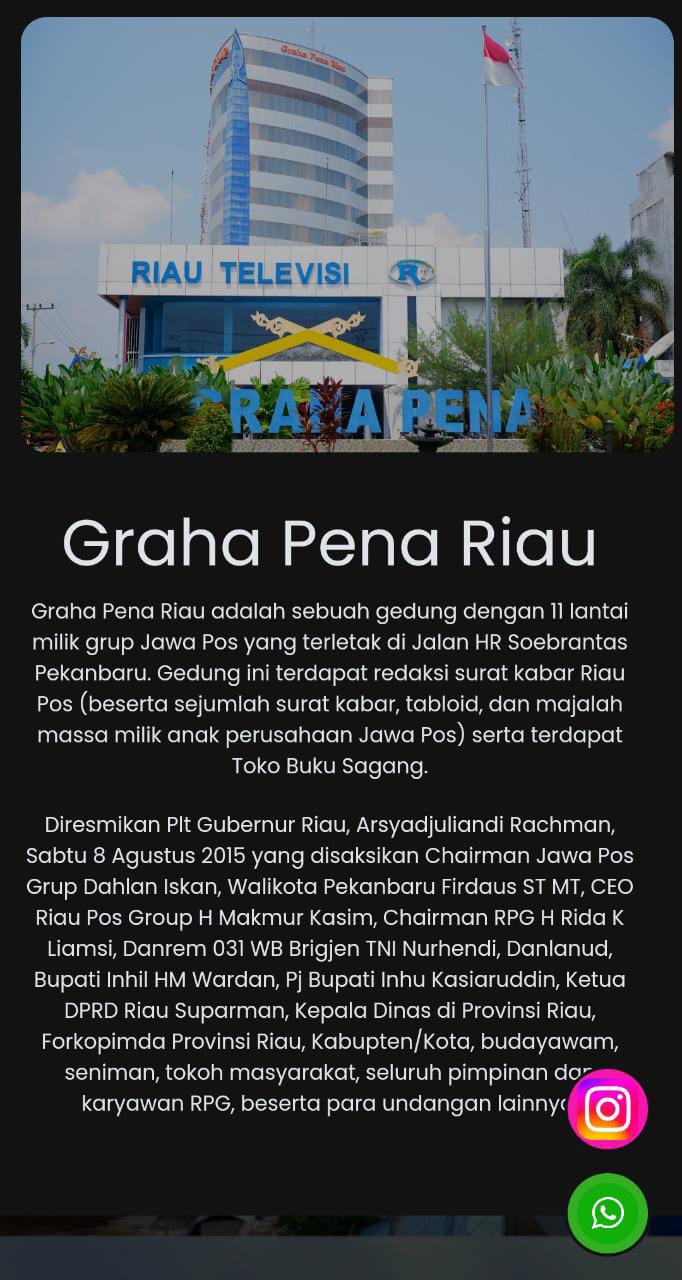 Graha Pena Riau
RIAU TELEVISI
GRAHA PENA
Graha Pena Riau
Graha Pena Riau adalah sebuah gedung dengan 11 lantai
milik grup Jawa Pos yang terletak di Jalan HR Soebrantas
Pekanbaru. Gedung ini terdapat redaksi surat kabar Riau
Pos (beserta sejumlah surat kabar, tabloid, dan majalah
massa milik anak perusahaan Jawa Pos) serta terdapat
Toko Buku Sagang.
Diresmikan Plt Gubernur Riau, Arsyadjuliandi Rachman,
Sabtu 8 Agustus 2015 yang disaksikan Chairman Jawa Pos
Grup Dahlan Iskan, Walikota Pekanbaru Firdaus ST MT, CEO
Riau Pos Group H Makmur Kasim, Chairman RPG H Rida K
Liamsi, Danrem 031 WB Brigjen TNI Nurhendi, Danlanud,
Bupati Inhil HM Wardan, Pj Bupati Inhu Kasiaruddin, Ketua
DPRD Riau Suparman, Kepala Dinas di Provinsi Riau,
Forkopimda Provinsi Riau, Kabupten/Kota, budayawam,
seniman, tokoh masyarakat, seluruh pimpinan dan
karyawan RPG, beserta para undangan lainnya